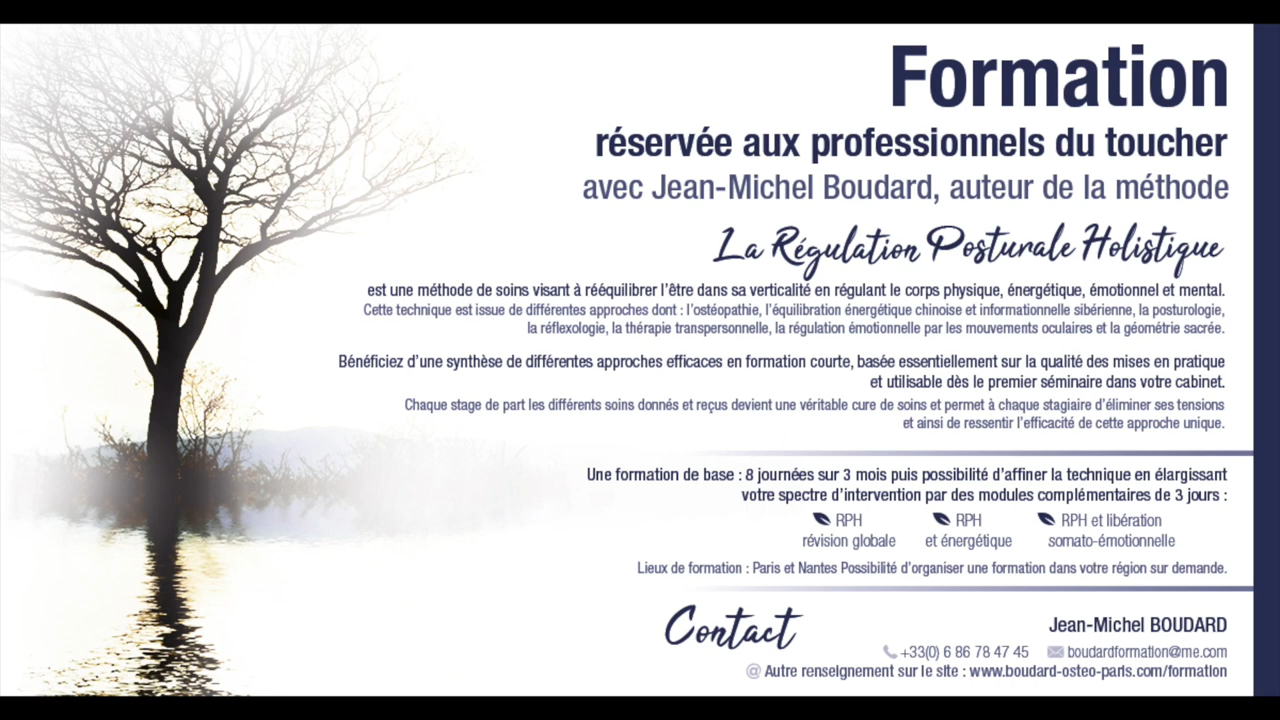 Formation
réservée aux professionnels du toucher
avec Jean-Michel Boudard, auteur de la méthode
La Régulation Posturale Holistique
est une méthode de soins visant à rééquilibrer l'être dans sa verticalité en régulant le corps physique, énergétique, émotionnel et mental.
Cette technique est issue de différentes approches dont : l'ostéopathie, l'équilibration énergétique chinoise et informationnelle sibérienne, la posturologie,
la réflexologie, la thérapie transpersonnelle, la régulation émotionnelle par les mouvements oculaires et la géométrie sacrée.
Bénéficiez d'une synthèse de différentes approches efficaces en formation courte, basée essentiellement sur la qualité des mises en pratique
et utilisable dès le premier séminaire dans votre cabinet.
Chaque stage de part les différents soins donnés et reçus devient une véritable cure de soins et permet à chaque stagiaire d'éliminer ses tensions
et ainsi de ressentir l'efficacité de cette approche unique.
Une formation de base : 8 journées sur 3 mois puis possibilité d'affiner la technique en élargissant
votre spectre d'intervention par des modules complémentaires de 3 jours :
RPH
révision globale
RPH
et énergétique
RPH et libération
somato-émotionnelle
Lieux de formation : Paris et Nantes Possibilité d'organiser une formation dans votre région sur demande.
Contact
Jean-Michel BOUDARD
+33(0) 6 86 78 47 45 boudardformation@me.com
@ Autre renseignement sur le site : www.boudard-osteo-paris.com/formation